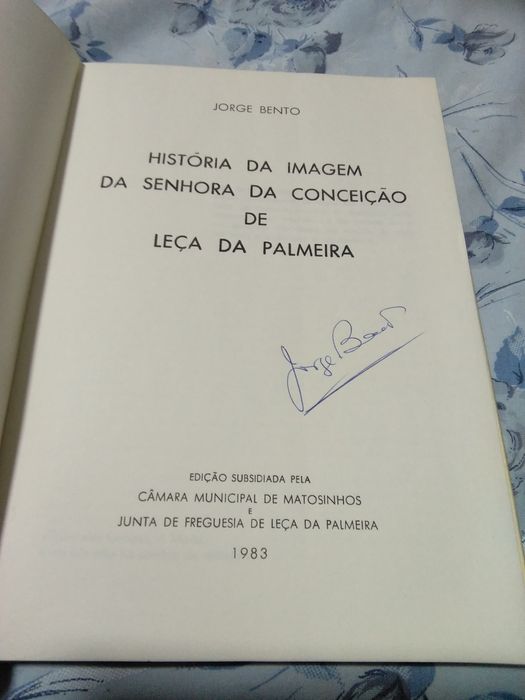 JORGE BENTO
HISTÓRIA DA IMAGEM
DA SENHORA DA CONCEIÇÃO
DE
LEÇA DA PALMEIRA
Jorge Bento
EDIÇÃO SUBSIDIADA PELA
CÂMARA MUNICIPAL DE MATOSINHOS
E
JUNTA DE FREGUESIA DE LEÇA DA PALMEIRA
1983